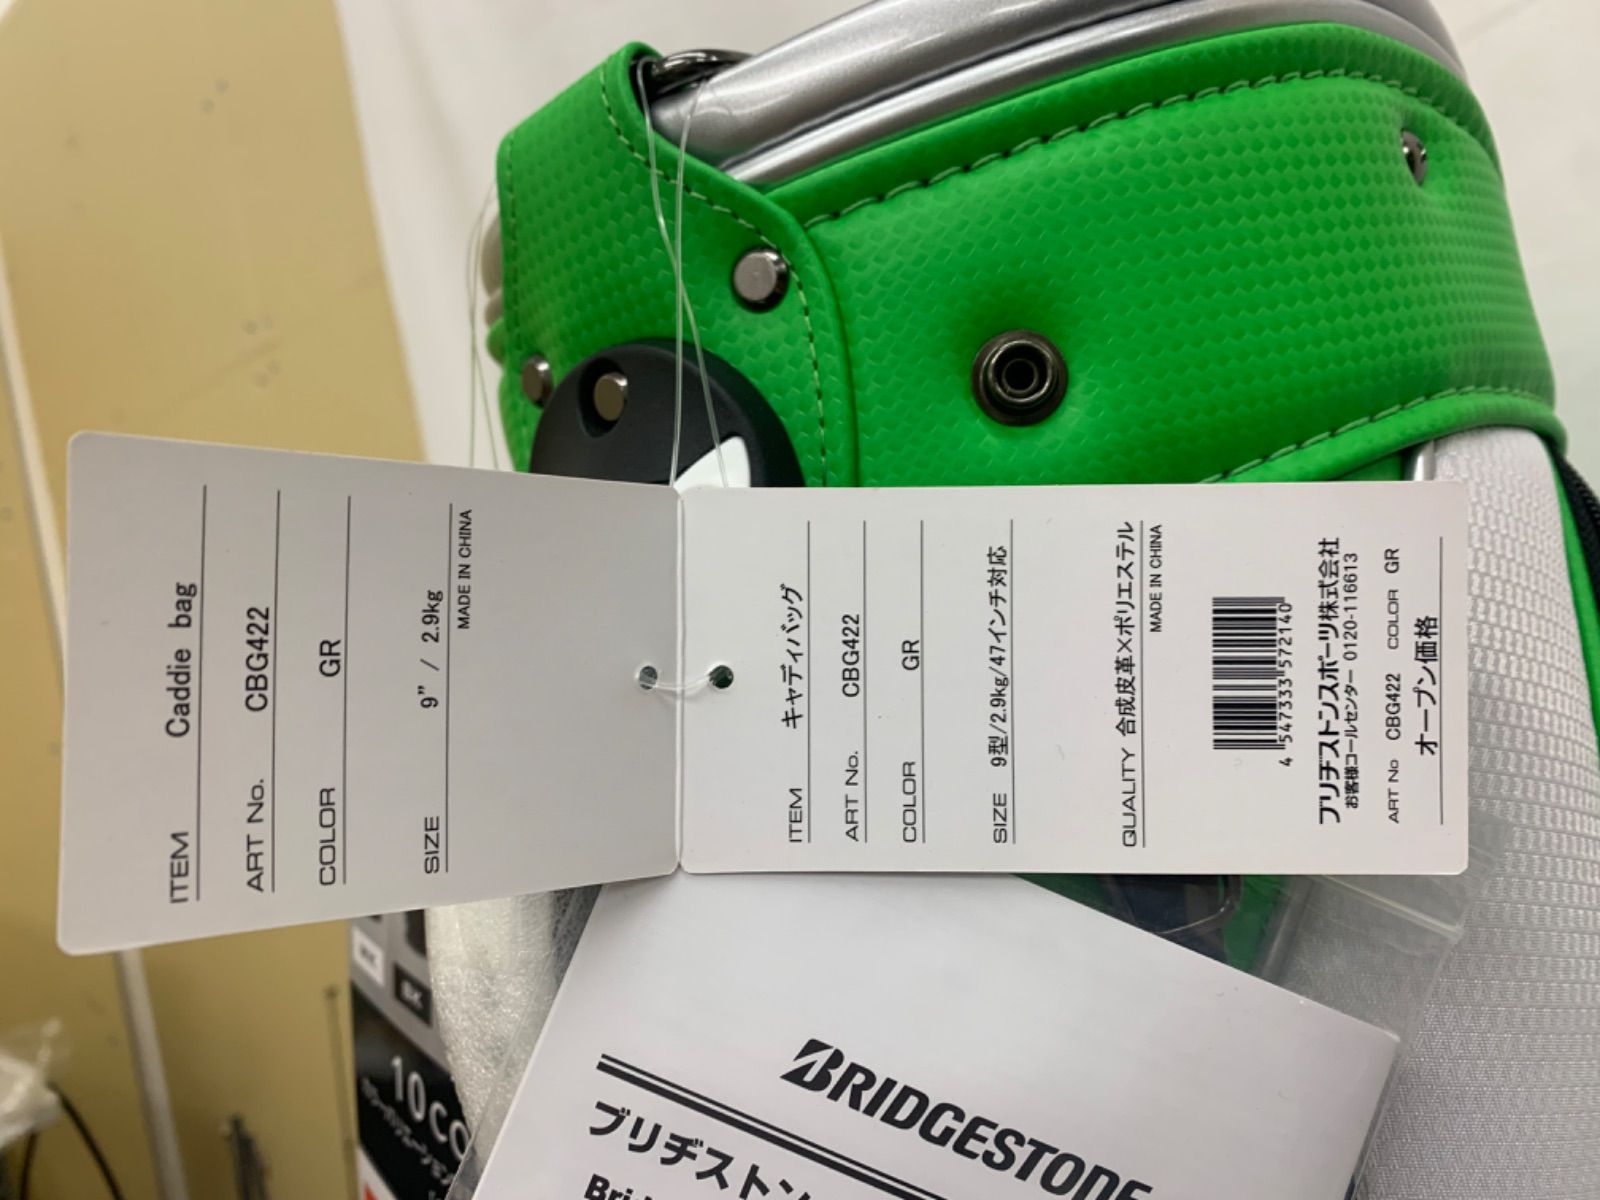 ITEM Caddie bag
ART No. CBG422
COLOR GR
SIZE 9” / 2.9kg
MADE IN CHINA
ITEM キャディバッグ
ART No. CBG422
COLOR GR
SIZE 9型/2.9kg/47インチ対応
QUALITY 合成皮革×ポリエステル
MADE IN CHINA
4 547333 572140
ブリヂストンスポーツ株式会社
お客様コールセンター 0120-116613
ART No CBG422 COLOR GR
オープン価格
BRIDGESTONE
ブリヂストン
10co